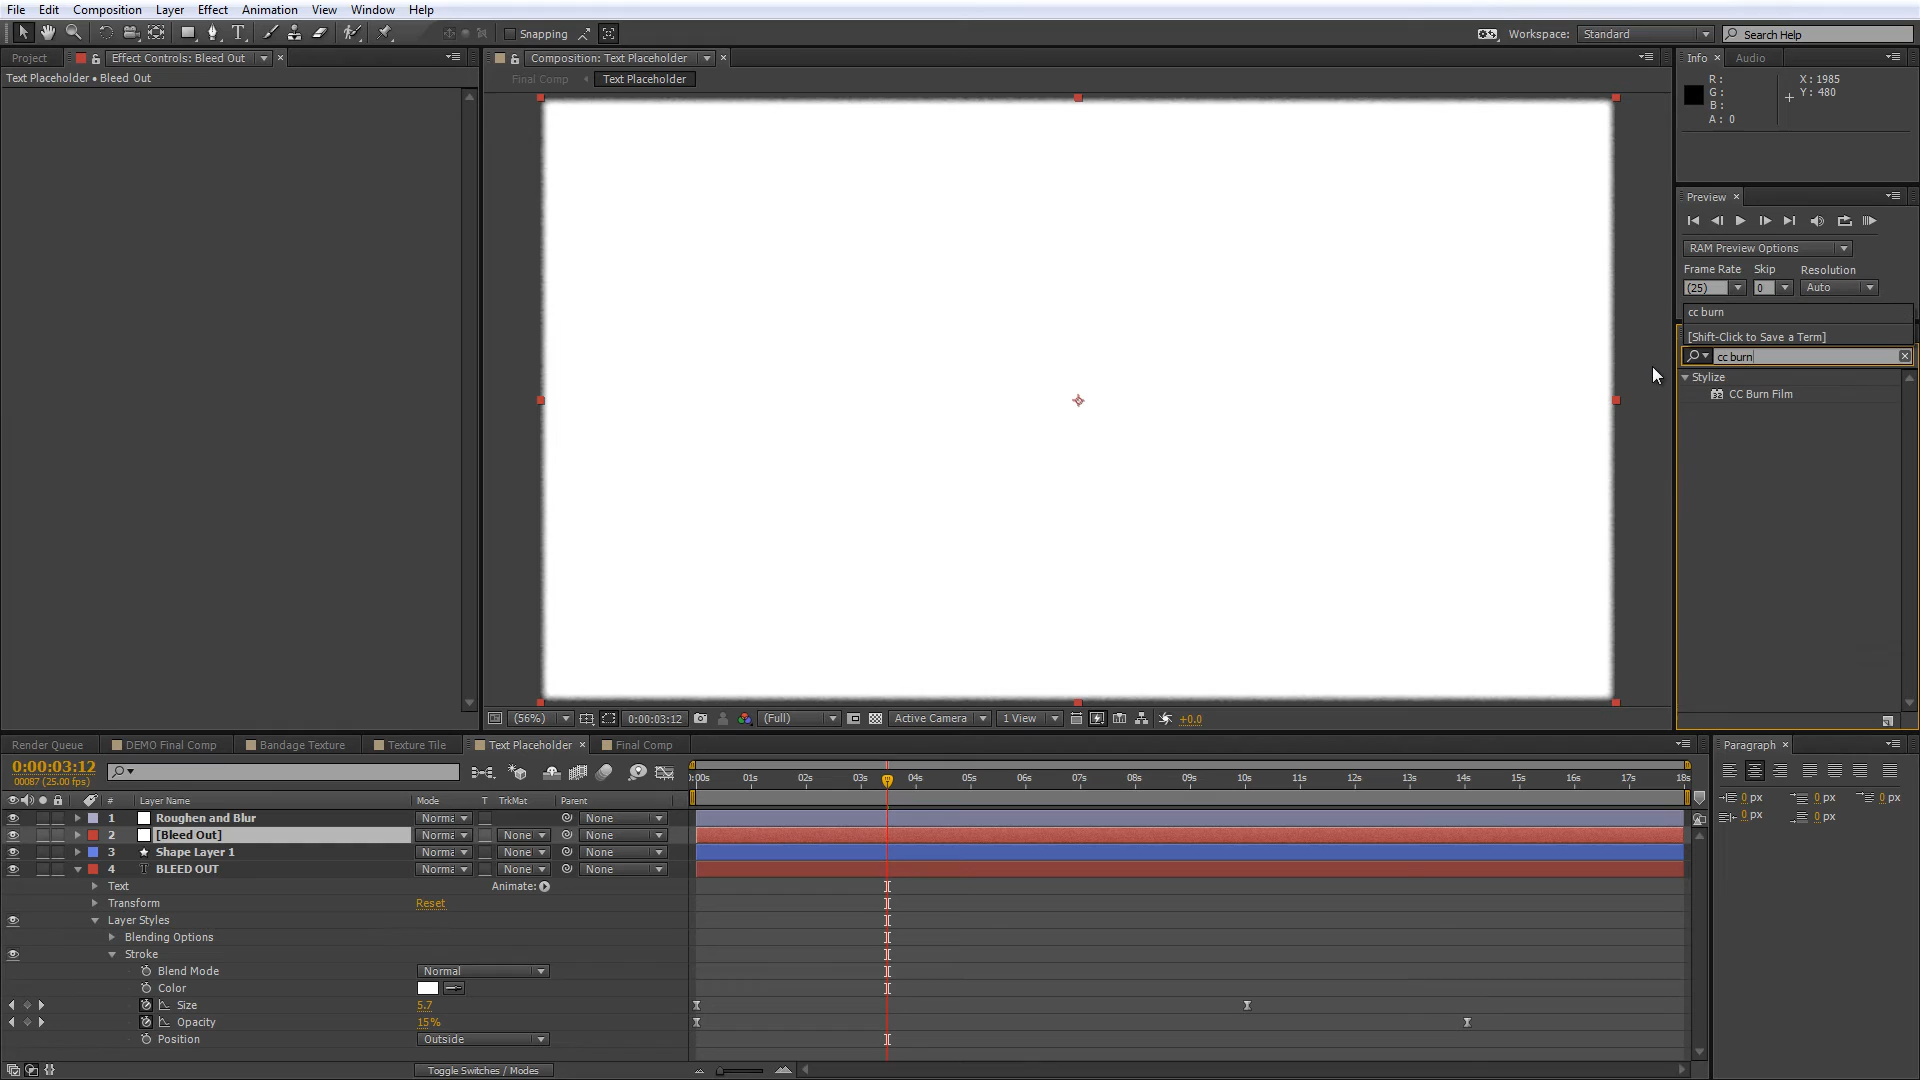 File Edit Composition Layer Effect Animation View Window Help
Snapping
Workspace: Standard
Search Help
Project
Effect Controls: Bleed Out
Text Placeholder • Bleed Out
Composition: Text Placeholder
Final Comp
Text Placeholder
Info
Audio
R :
G :
B :
A : 0
X : 1985
Y : 480
Preview
RAM Preview Options
Frame Rate Skip Resolution
(25) 0 Auto
cc burn
[Shift-Click to Save a Term]
cc burn
Stylize
32
CC Burn Film
(56%) 0:00:03:12 (Full) Active Camera 1 View +0.0
Render Queue DEMO Final Comp Bandage Texture Texture Tile Text Placeholder Final Comp
Paragraph
0:00:03:12
00087 (25.00 fps)
:00s 01s 02s 03s 04s 05s 06s 07s 08s 09s 10s 11s 12s 13s 14s 15s 16s 17s 18s
# Layer Name Mode T TrkMat Parent
1 Roughen and Blur Norma None
2 [Bleed Out] Norma None None
3 Shape Layer 1 Norma None None
4 T BLEED OUT Norma None None
Text Animate:
Transform Reset
Layer Styles
Blending Options
Stroke
Blend Mode Normal
Color
Size 5.7
Opacity 15%
Position Outside
Toggle Switches / Modes
0 px 0 px 0 px
0 px 0 px